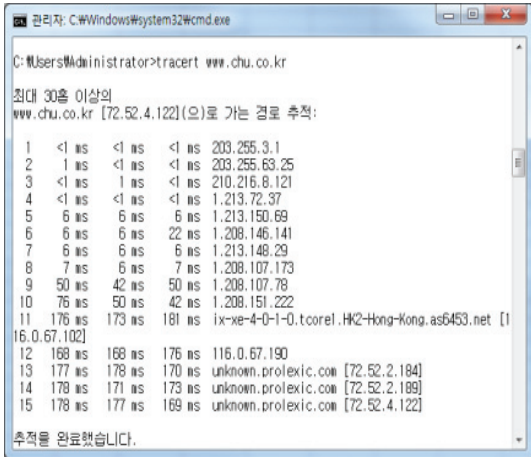 관리자: C:₩Windows₩system32₩cmd.exe
C:₩Users₩Administrator>tracert www.chu.co.kr
최대 30홉 이상의
www.chu.co.kr [72.52.4.122](으)로 가는 경로 추적:
1 <1 ms <1 ms <1 ms 203.255.3.1
2 1 ms <1 ms <1 ms 203.255.63.25
3 <1 ms 1 ms <1 ms 210.216.8.121
4 <1 ms <1 ms <1 ms 1.213.72.37
5 6 ms 6 ms 6 ms 1.213.150.69
6 6 ms 6 ms 22 ms 1.208.146.141
7 6 ms 6 ms 6 ms 1.213.148.29
8 7 ms 6 ms 7 ms 1.208.107.173
9 50 ms 42 ms 50 ms 1.208.107.78
10 76 ms 50 ms 42 ms 1.208.151.222
11 176 ms 173 ms 181 ms ix-xe-4-0-1-0.tcore1.HK2-Hong-Kong.as6453.net [1
16.0.67.102]
12 168 ms 168 ms 176 ms 116.0.67.190
13 177 ms 178 ms 170 ms unknown.prolexic.com [72.52.2.184]
14 178 ms 171 ms 173 ms unknown.prolexic.com [72.52.2.189]
15 178 ms 177 ms 169 ms unknown.prolexic.com [72.52.4.122]
추적을 완료했습니다.